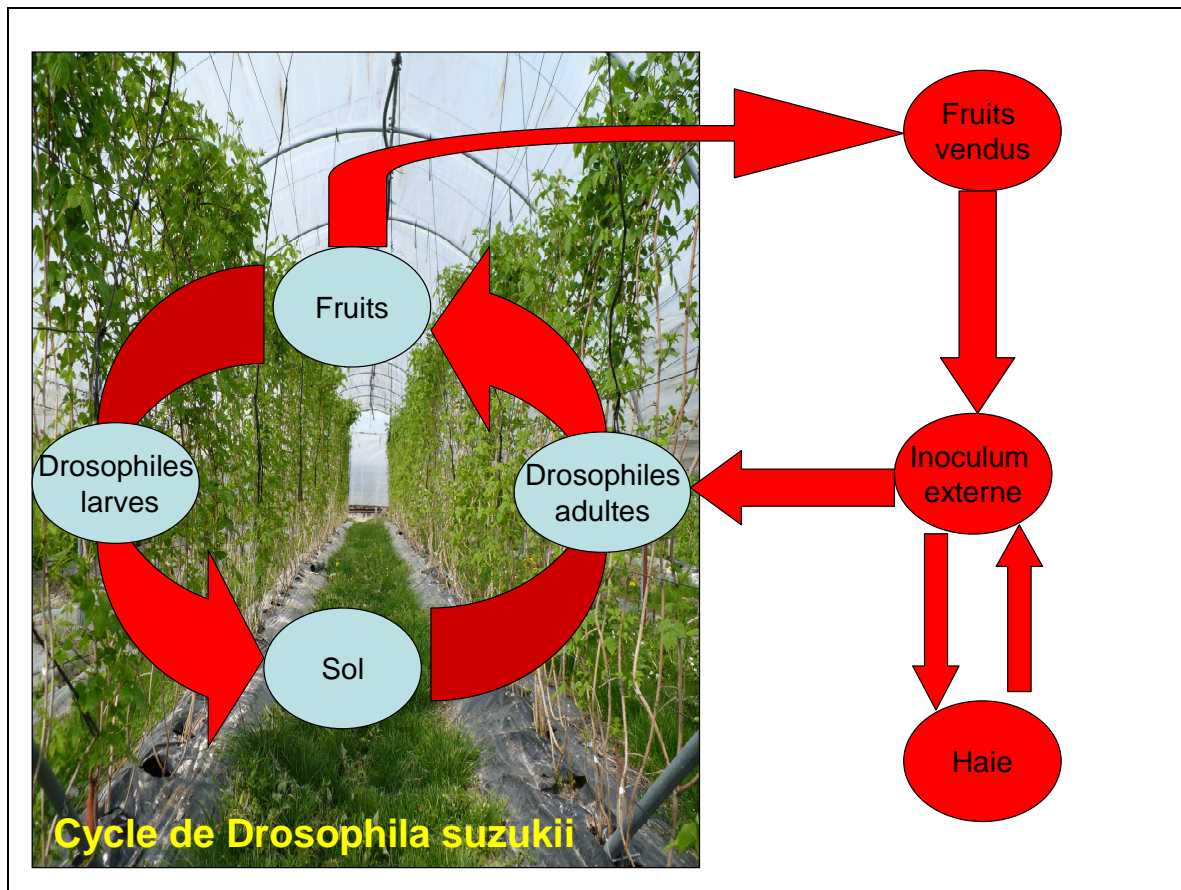 Fruits
vendus
Fruits
Drosophiles
larves
Drosophiles
adultes
Inoculum
externe
Sol
Haie
Cycle de Drosophila suzukii